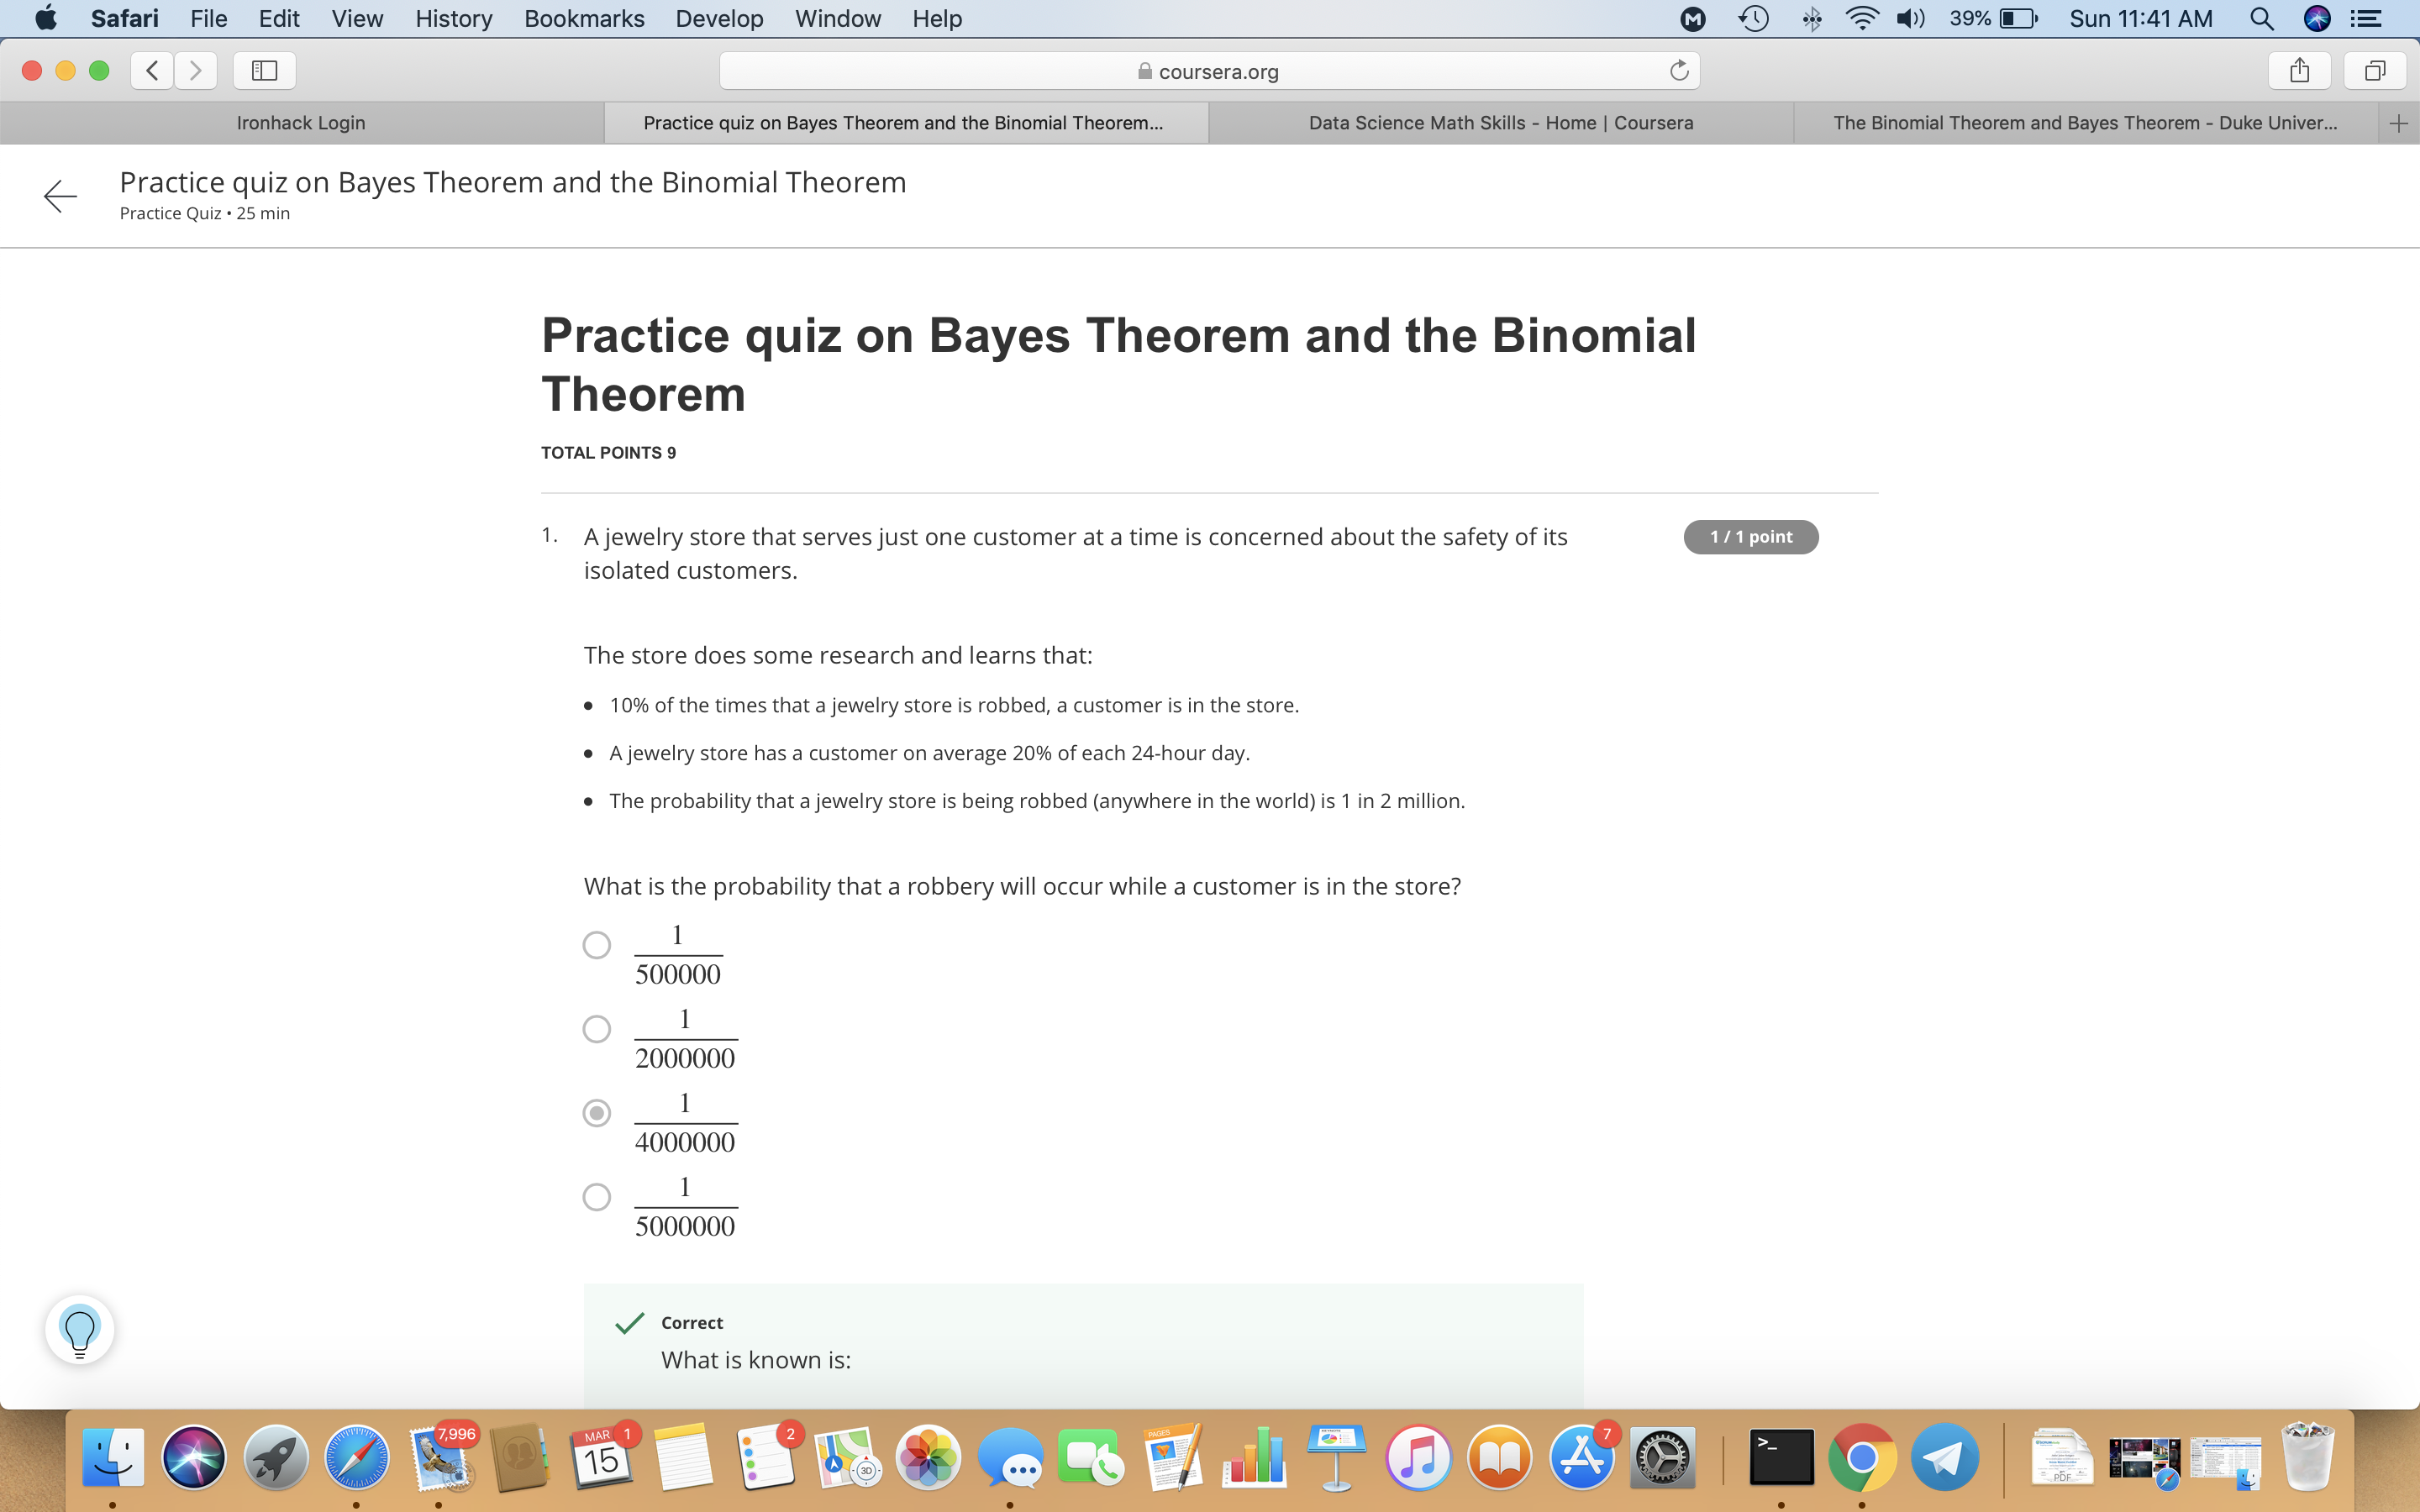 Safari File Edit View History Bookmarks Develop Window Help 39% Sun 11:41 AM
coursera.org
Ironhack Login
Practice quiz on Bayes Theorem and the Binomial Theorem...
Data Science Math Skills - Home | Coursera
The Binomial Theorem and Bayes Theorem - Duke Univer...
Practice quiz on Bayes Theorem and the Binomial Theorem
Practice Quiz • 25 min
Practice quiz on Bayes Theorem and the Binomial
Theorem
TOTAL POINTS 9
1. A jewelry store that serves just one customer at a time is concerned about the safety of its
isolated customers.
1 / 1 point
The store does some research and learns that:
• 10% of the times that a jewelry store is robbed, a customer is in the store.
• A jewelry store has a customer on average 20% of each 24-hour day.
• The probability that a jewelry store is being robbed (anywhere in the world) is 1 in 2 million.
What is the probability that a robbery will occur while a customer is in the store?
1
500000
1
2000000
1
4000000
1
5000000
Correct
What is known is:
7,996
MAR
15
1
2
3D
PAGES
7
>_
PDF